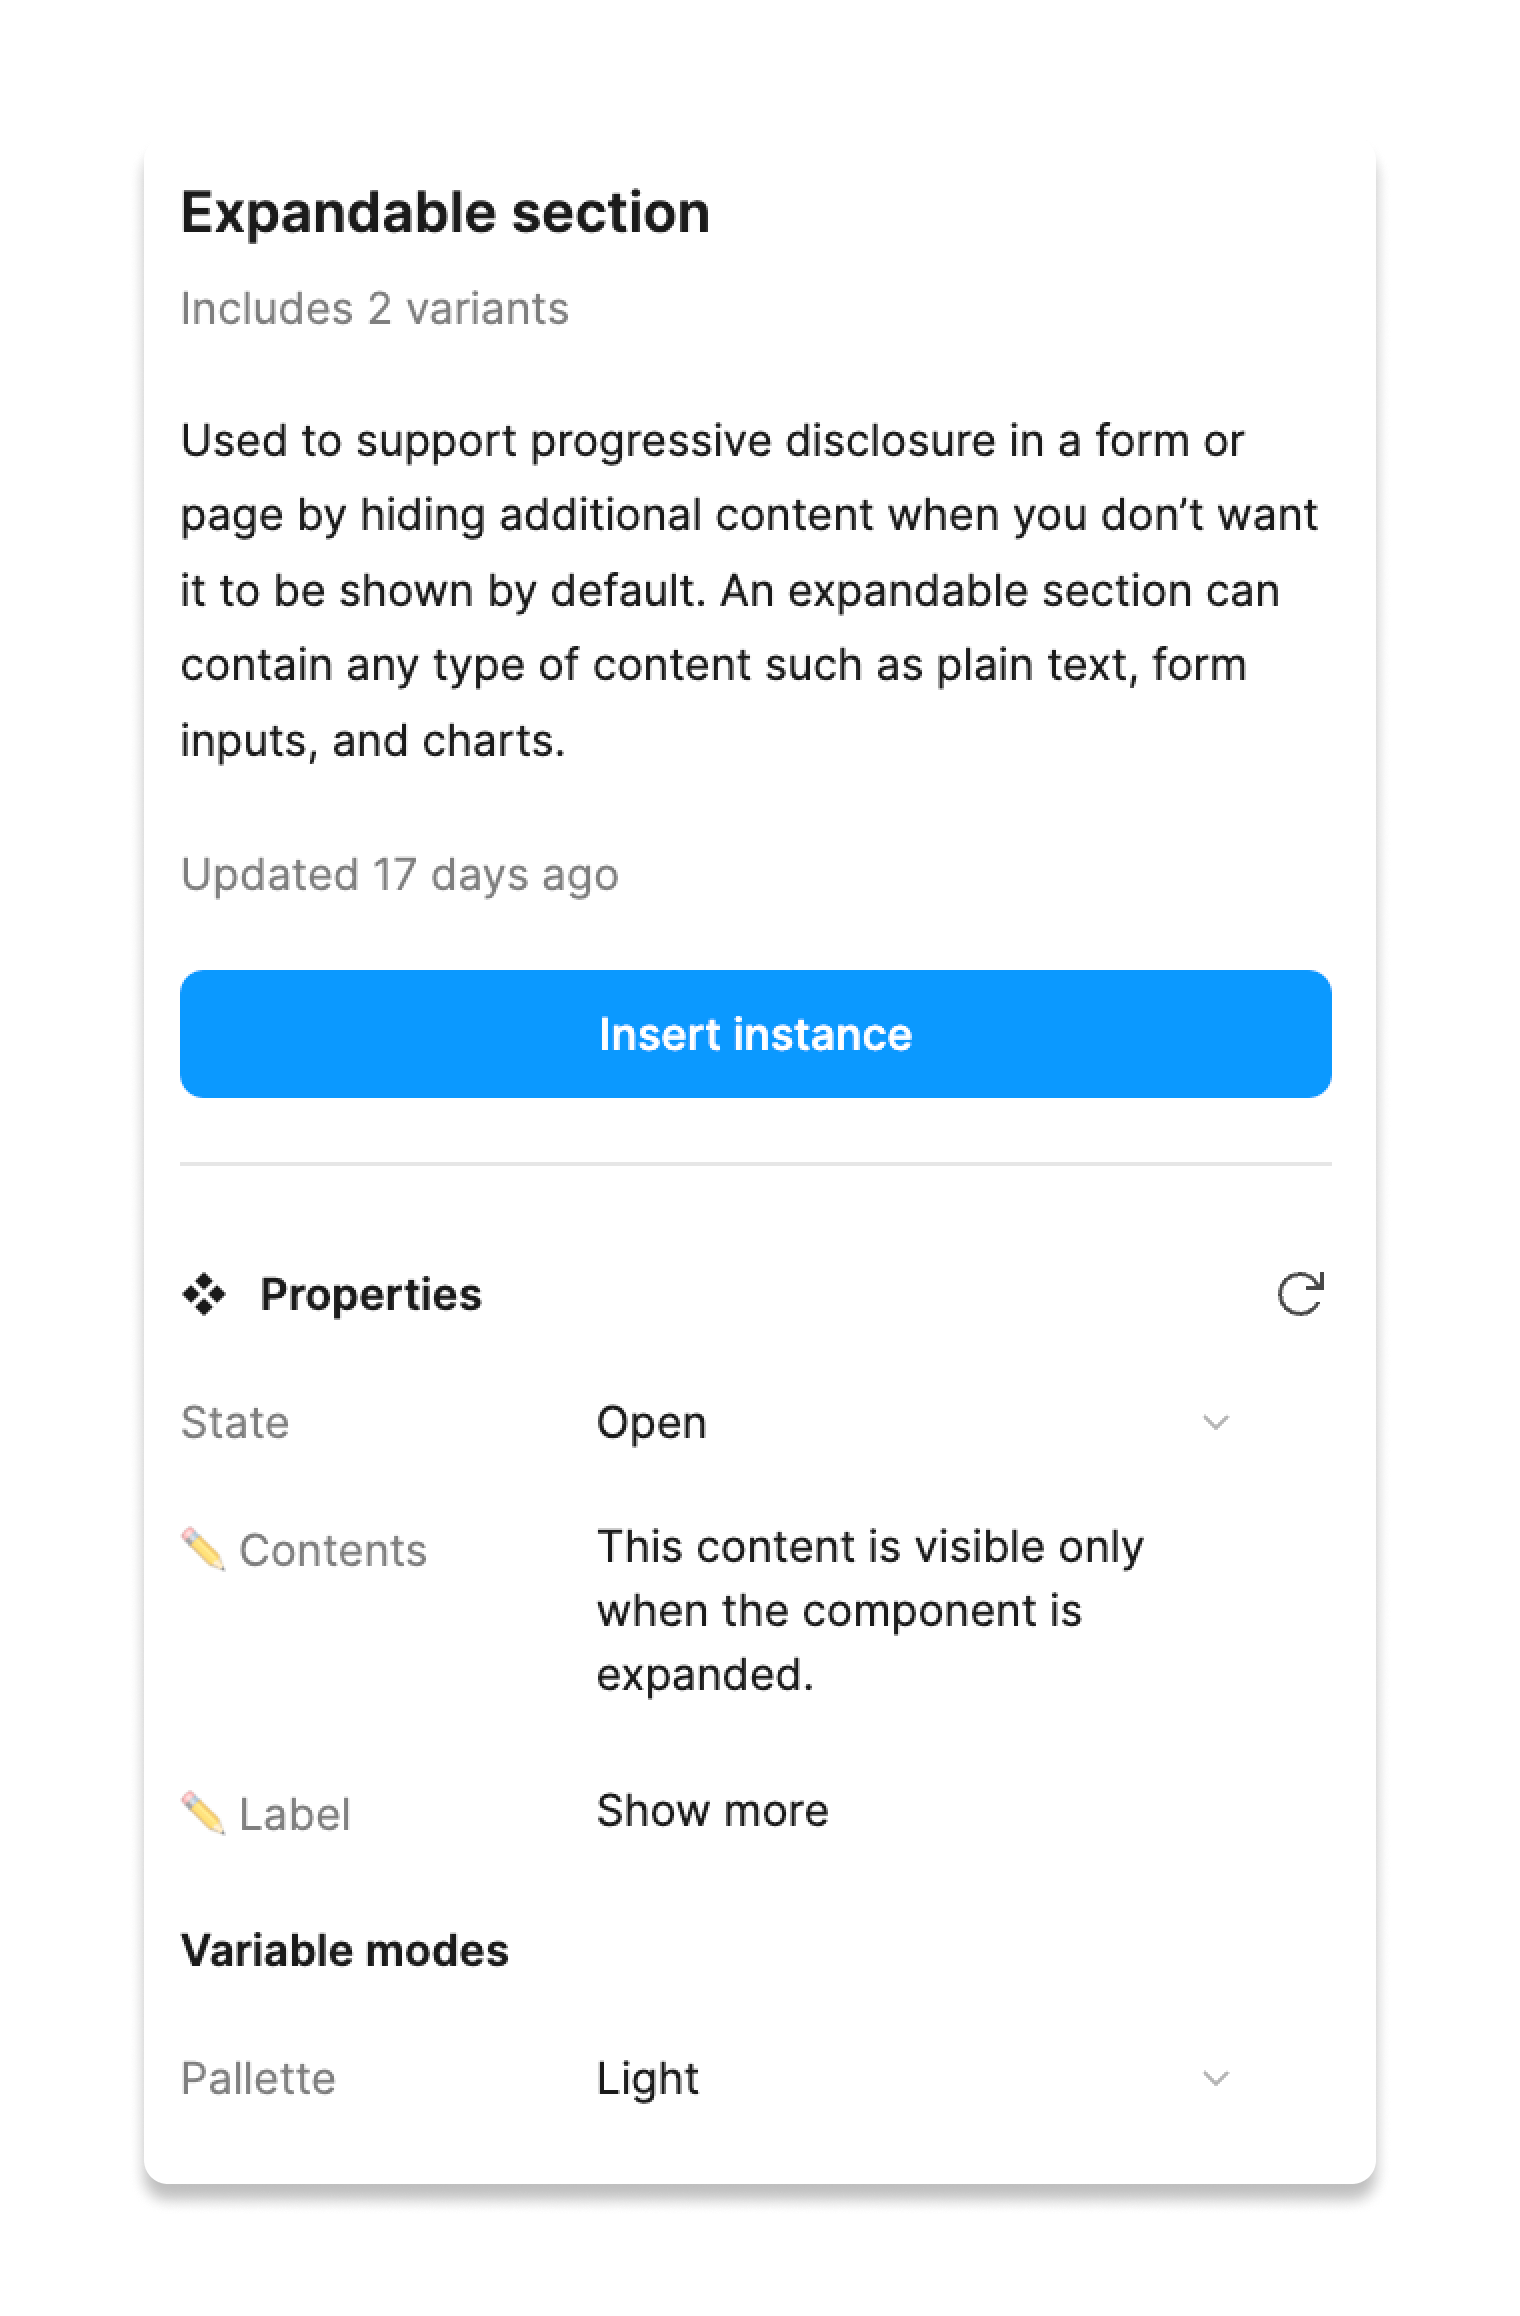 Expandable section
Includes 2 variants
Used to support progressive disclosure in a form or
page by hiding additional content when you don’t want
it to be shown by default. An expandable section can
contain any type of content such as plain text, form
inputs, and charts.
Updated 17 days ago
Insert instance
Properties
State Open
✏️ Contents This content is visible only
when the component is
expanded.
✏️ Label Show more
Variable modes
Pallette Light